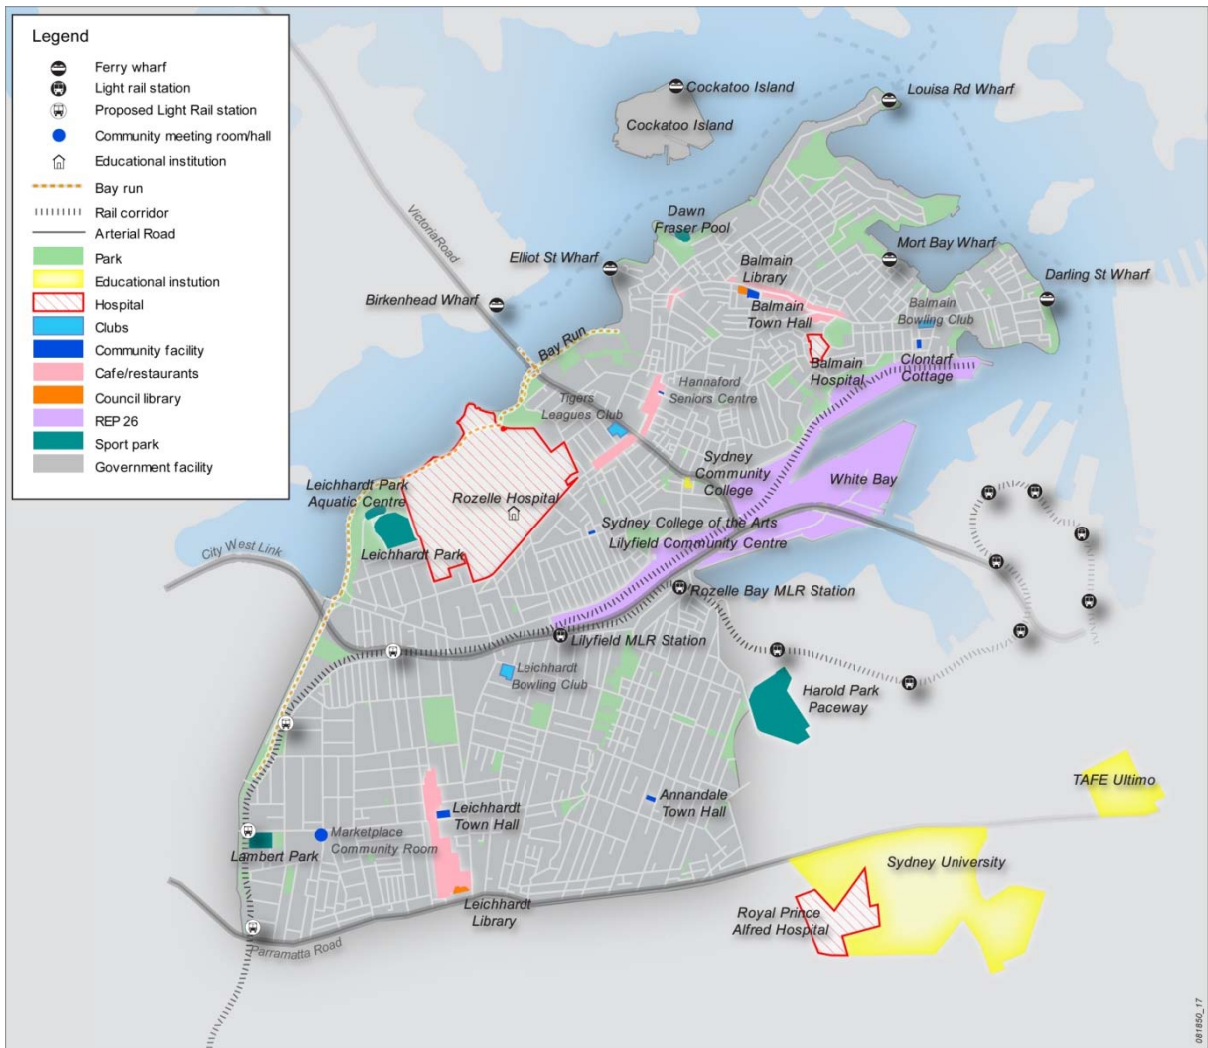 Legend
Ferry wharf
Light rail station
Proposed Light Rail station
Community meeting room/hall
Educational institution
Bay run
Rail corridor
Arterial Road
Park
Educational instution
Hospital
Clubs
Community facility
Cafe/restaurants
Council library
REP 26
Sport park
Government facility
Cockatoo Island
Louisa Rd Wharf
Cockatoo Island
VictoriaRoad
Dawn
Fraser Pool
Elliot St Wharf
Mort Bay Wharf
Balmain
Library
Darling St Wharf
Birkenhead Wharf
Balmain
Town Hall
Balmain
Bowling Club
Bay Run
Balmain
Hospital
Clontarf
Cottage
Hannaford
Seniors Centre
Tigers
Leagues Club
Sydney
Community
College
White Bay
Leichhardt Park
Aquatic Centre
Rozelle Hospital
Sydney College of the Arts
Lilyfield Community Centre
Leichhardt Park
City West Link
Rozelle Bay MLR Station
Lilyfield MLR Station
Leichhardt
Bowling Club
Harold Park
Paceway
TAFE Ultimo
Annandale
Town Hall
Leichhardt
Town Hall
Marketplace
Community Room
Lambert Park
Sydney University
Leichhardt
Library
Royal Prince
Alfred Hospital
Parramatta Road
081850_17